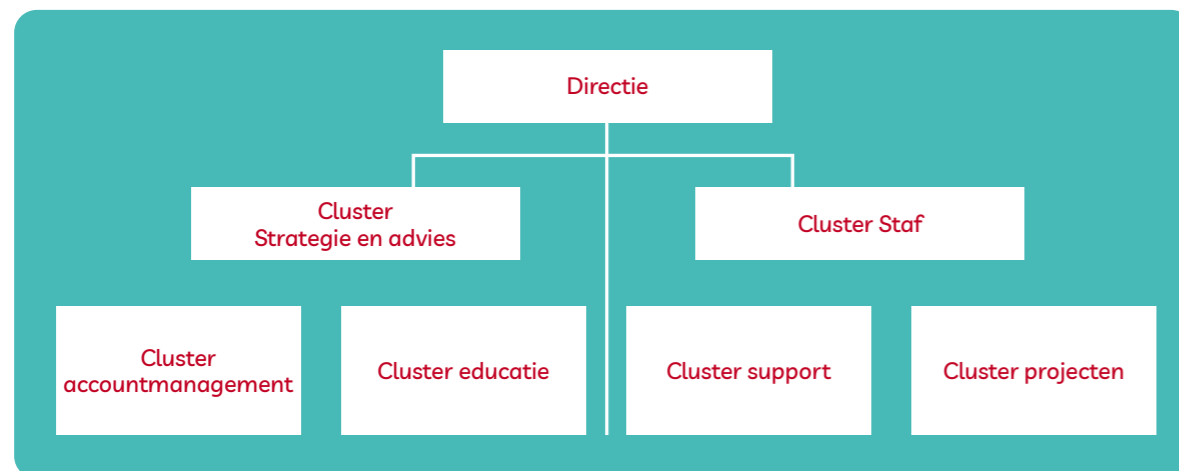 Directie
Cluster
Strategie en advies
Cluster Staf
Cluster
accountmanagement
Cluster educatie
Cluster support
Cluster projecten